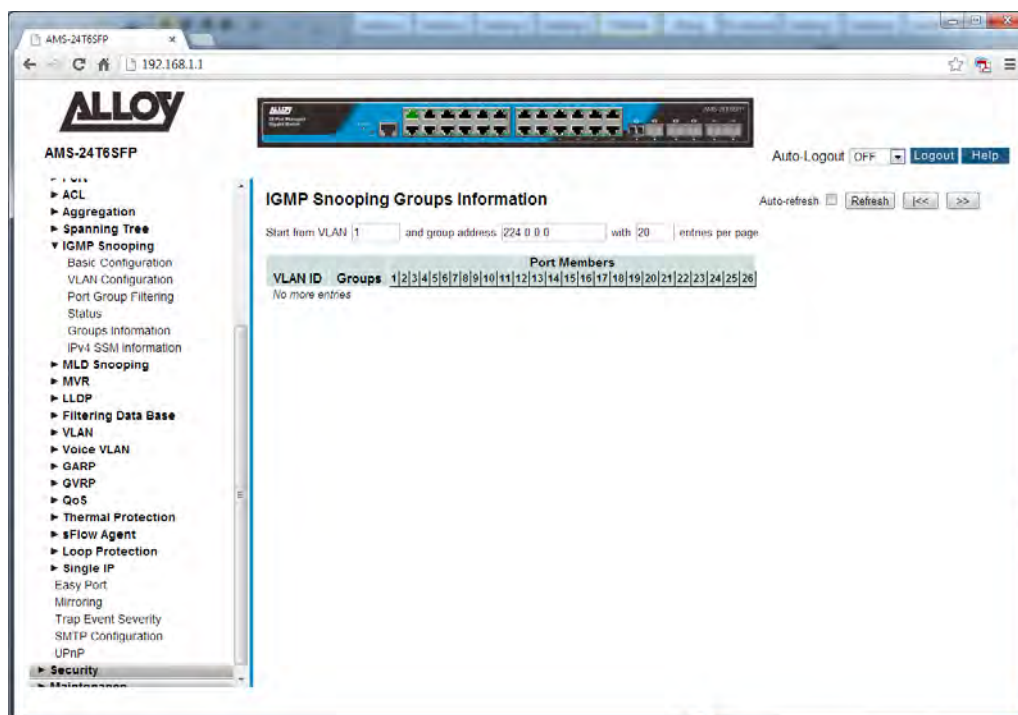 AMS-24T6SFP
192.168.1.1
ALLOY
AMS-24T6SFP
ALLOY
Auto-Logout OFF Logout Help
ACL
Aggregation
Spanning Tree
IGMP Snooping
Basic Configuration
VLAN Configuration
Port Group Filtering
Status
Groups Information
IPv4 SSM Information
MLD Snooping
MVR
LLDP
Filtering Data Base
VLAN
Voice VLAN
GARP
GVRP
QoS
Thermal Protection
sFlow Agent
Loop Protection
Single IP
Easy Port
Mirroring
Trap Event Severity
SMTP Configuration
UPnP
Security
Maintenance
IGMP Snooping Groups Information
Auto-refresh Refresh |<< >>
Start from VLAN 1 and group address 224.0.0.0 with 20 entries per page
Port Members
VLAN ID Groups 1 2 3 4 5 6 7 8 9 10 11 12 13 14 15 16 17 18 19 20 21 22 23 24 25 26
No more entries